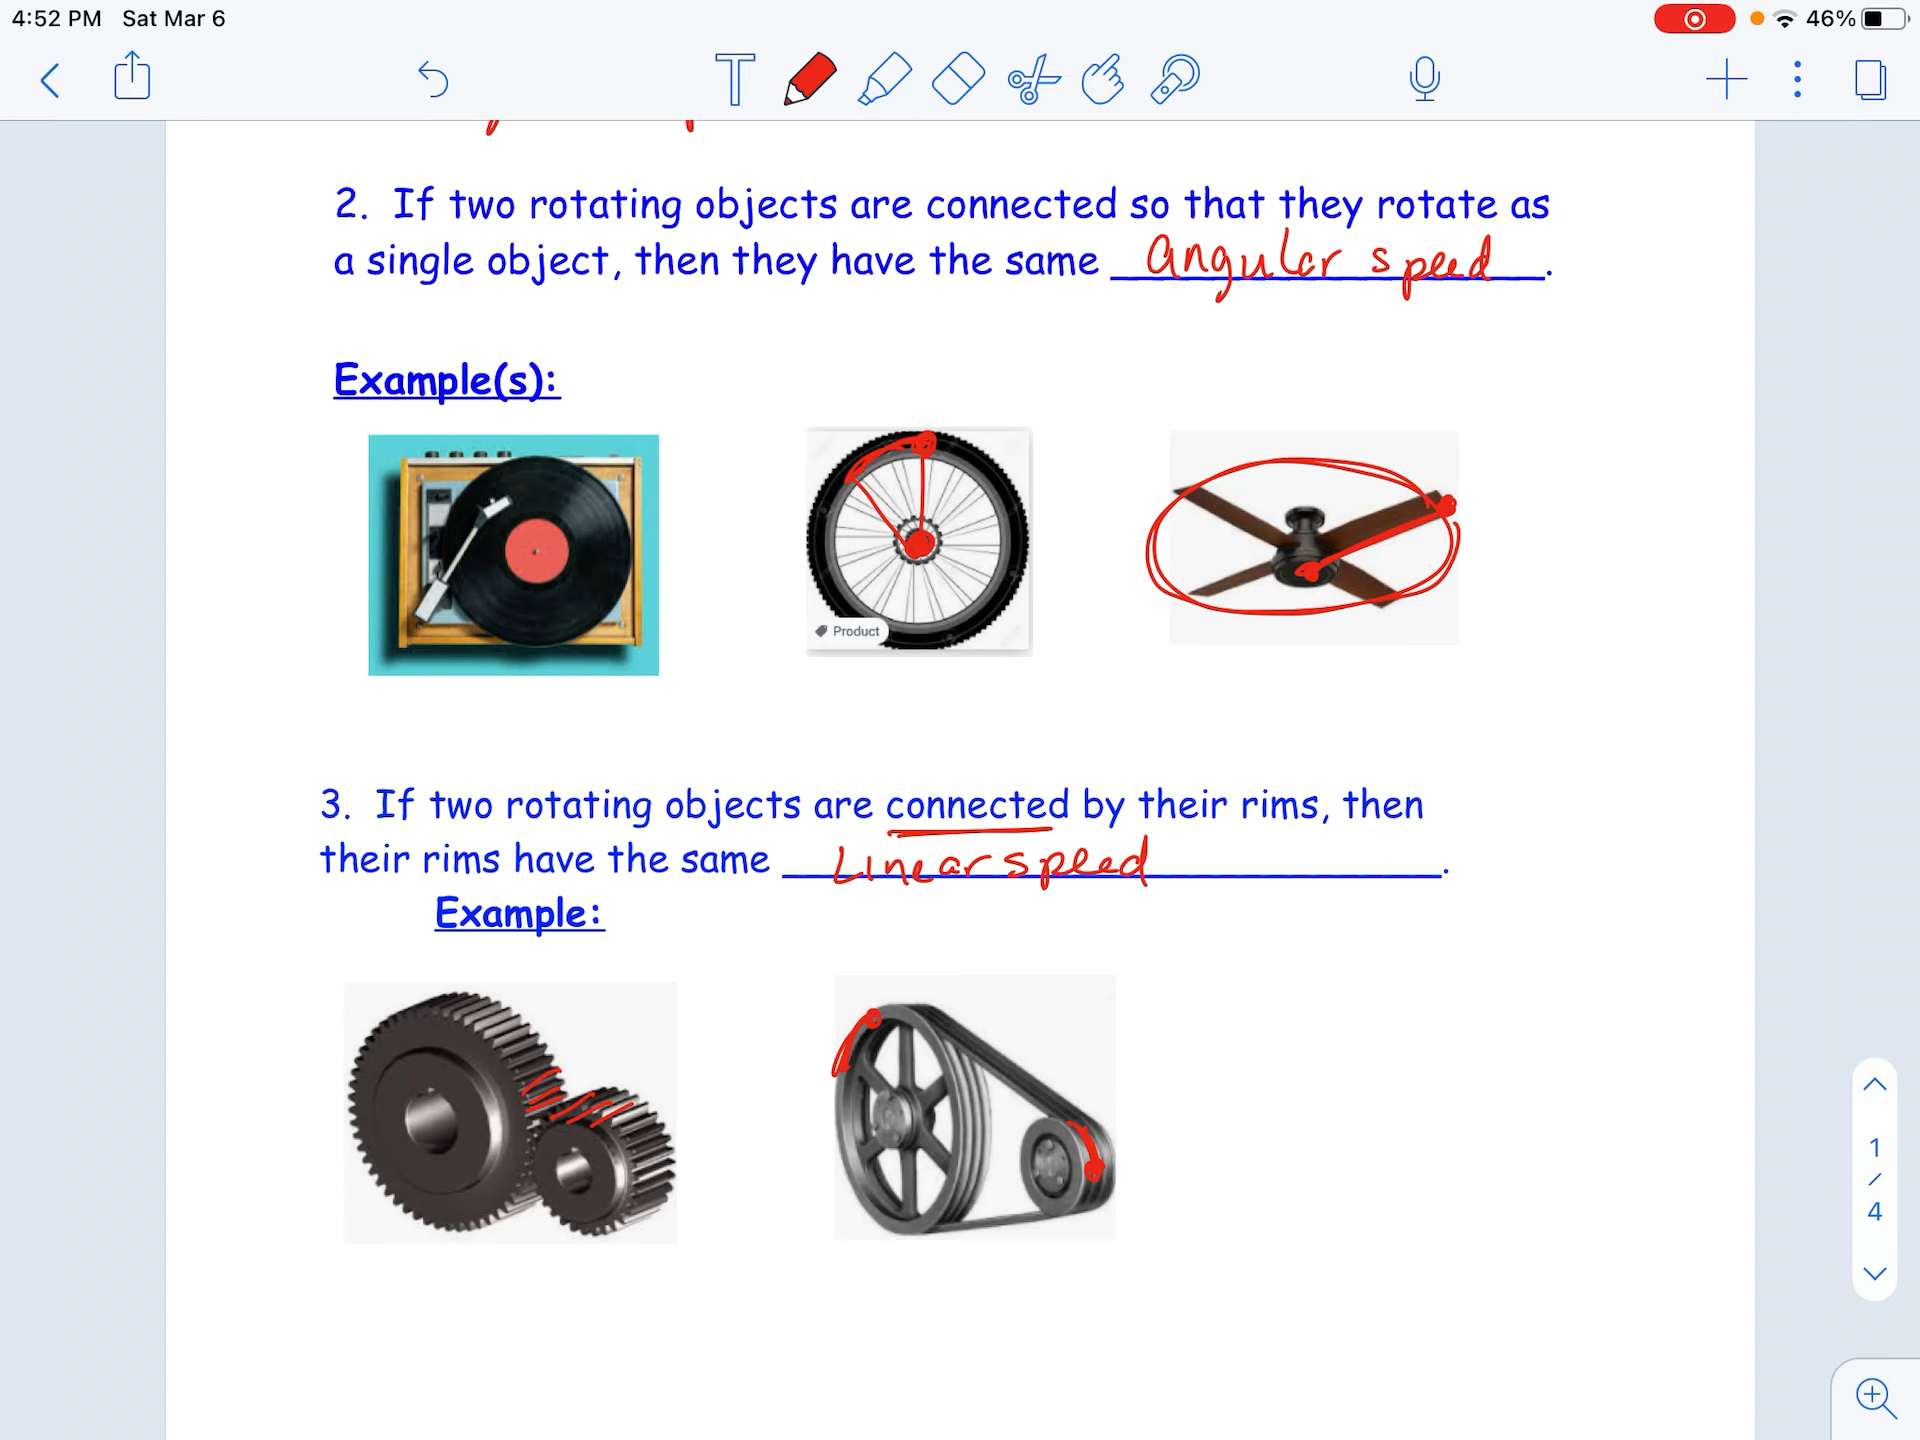 4:52 PM Sat Mar 6
46%
2. If two rotating objects are connected so that they rotate as
a single object, then they have the same angular speed.
Example(s):
Product
3. If two rotating objects are connected by their rims, then
their rims have the same Linear speed.
Example:
1
/
4